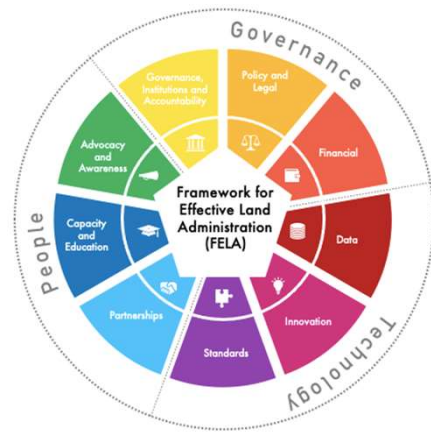 Governance
People
Technology
Governance,
Institutions and
Accountability
Policy and
Legal
Financial
Data
Innovation
Standards
Partnerships
Capacity
and
Education
Advocacy
and
Awareness
Framework for
Effective Land
Administration
(FELA)